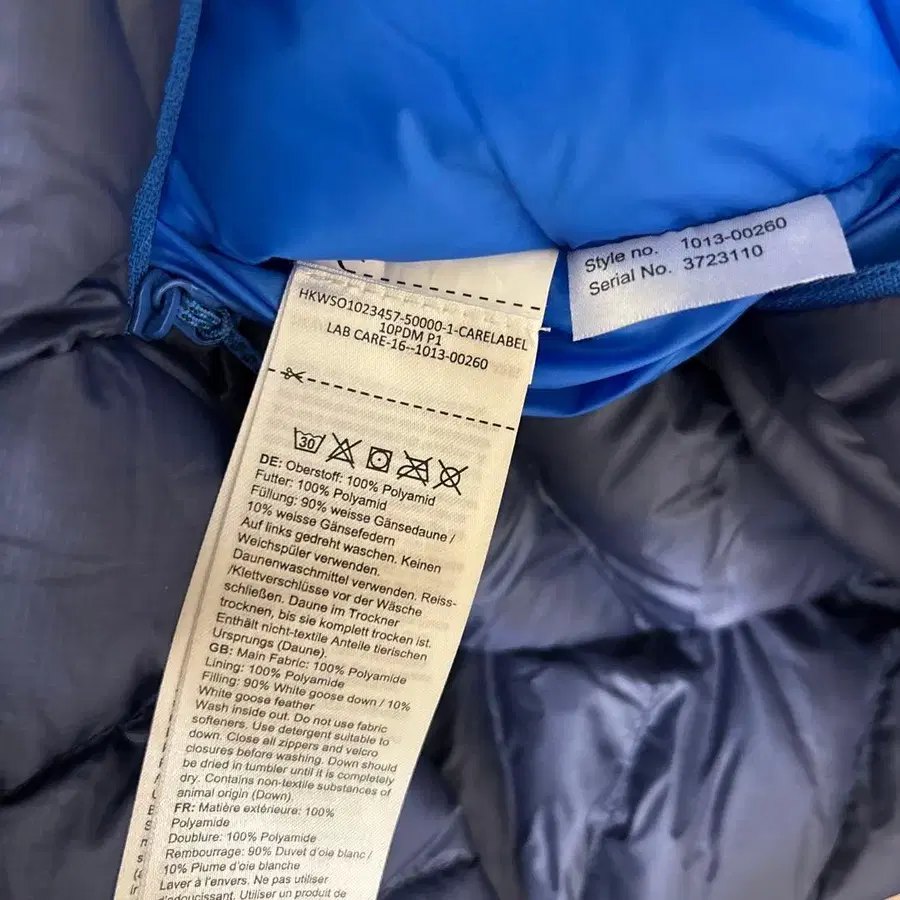 Style no. 1013-00260
Serial No. 3723110
HKWSO1023457-50000-1-CARELABEL
10PDM P1
LAB CARE-16--1013-00260
30
DE: Oberstoff: 100% Polyamid
Futter: 100% Polyamid
Füllung: 90% weisse Gänsedaune /
10% weisse Gänsefedern
Auf links gedreht waschen. Keinen
Weichspüler verwenden.
Daunenwaschmittel verwenden. Reiss-
/Klettverschlüsse vor der Wäsche
schließen. Daune im Trockner
trocknen, bis sie komplett trocken ist.
Enthält nicht-textile Anteile tierischen
Ursprungs (Daune).
GB: Main Fabric: 100% Polyamide
Lining: 100% Polyamide
Filling: 90% White goose down / 10%
White goose feather
Wash inside out. Do not use fabric
softeners. Use detergent suitable to
down. Close all zippers and velcro
closures before washing. Down should
be dried in tumbler until it is completely
dry. Contains non-textile substances of
animal origin (Down).
FR: Matière extérieure: 100%
Polyamide
Doublure: 100% Polyamide
Rembourrage: 90% Duvet d'oie blanc /
10% Plume d'oie blanche
Laver à l'envers. Ne pas utiliser
d'adoucissant. Utiliser un produit de